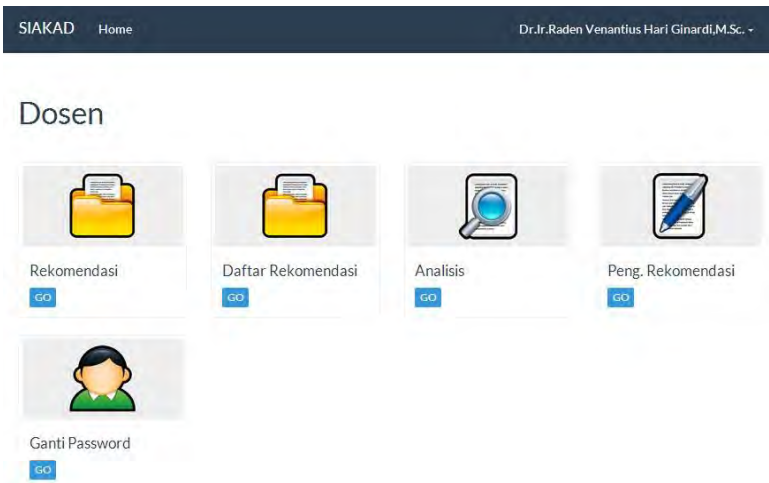 SIAKAD Home Dr.Ir.Raden Venantius Hari Ginardi,M.Sc.
Dosen
Rekomendasi Daftar Rekomendasi Analisis Peng. Rekomendasi
GO GO GO GO
Ganti Password
GO